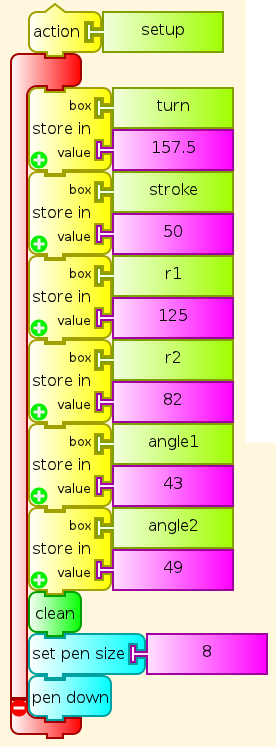 action setup
box turn
store in
value 157.5
box stroke
store in
value 50
box r1
store in
value 125
box r2
store in
value 82
box angle1
store in
value 43
box angle2
store in
value 49
clean
set pen size 8
pen down